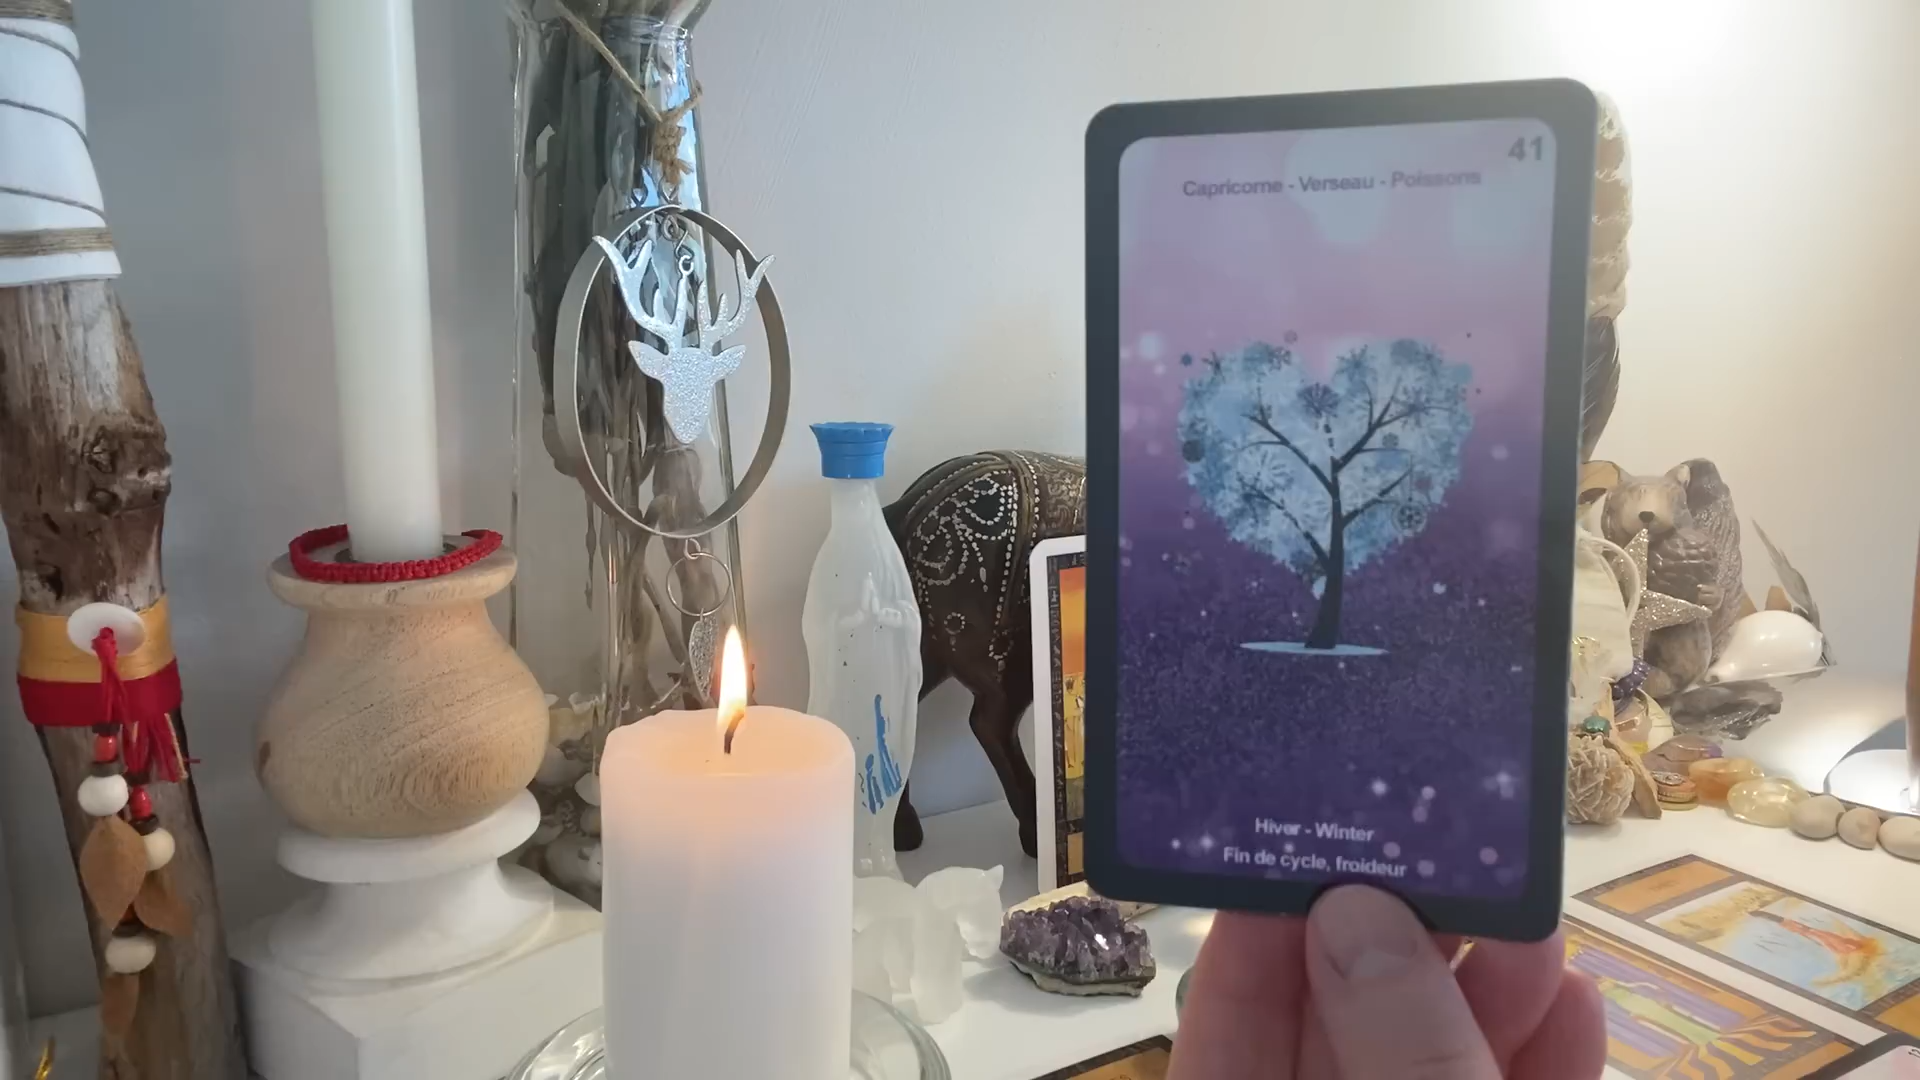 41
Capricorne - Verseau - Poissons
Hiver - Winter
Fin de cycle, froideur